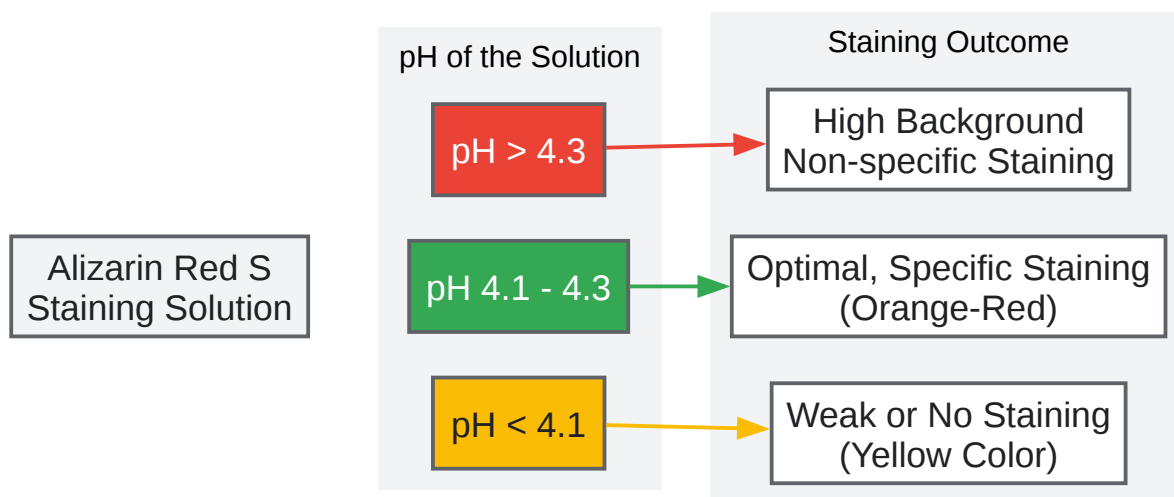 Alizarin Red S
Staining Solution
pH of the Solution
pH > 4.3
pH 4.1 - 4.3
pH < 4.1
Staining Outcome
High Background
Non-specific Staining
Optimal, Specific Staining
(Orange-Red)
Weak or No Staining
(Yellow Color)